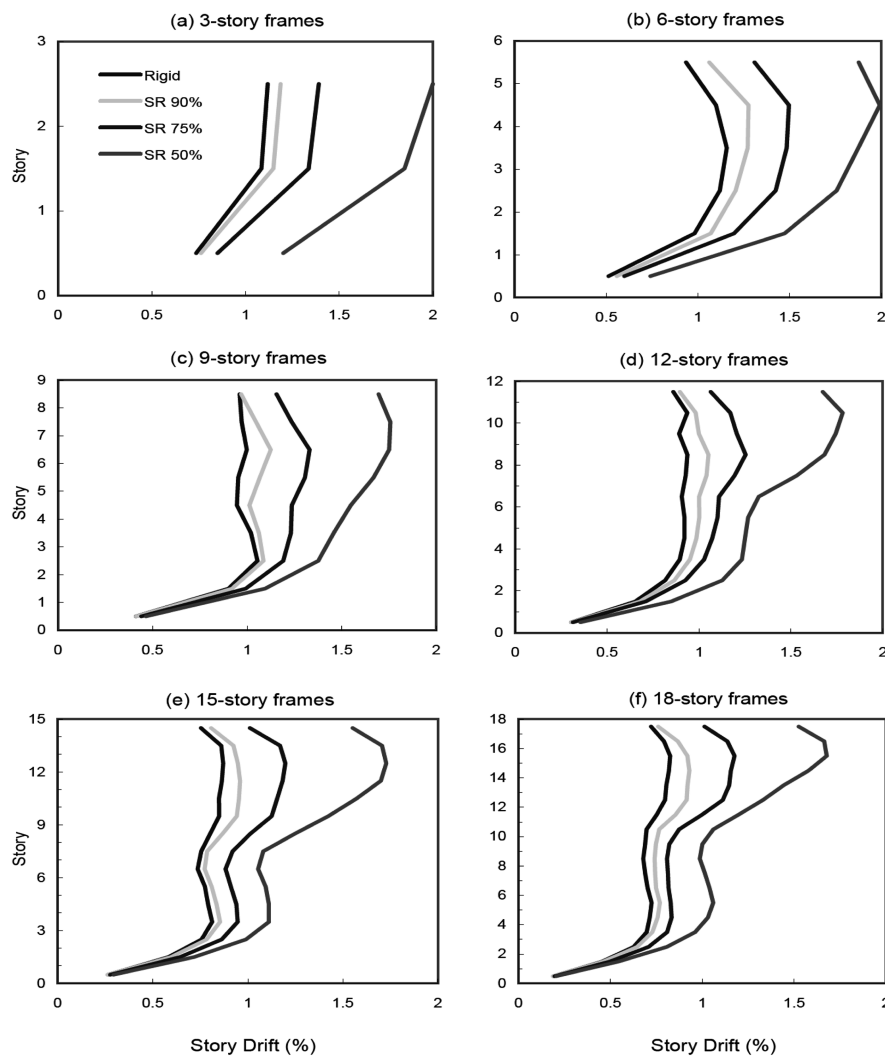 (a) 3-story frames
3
2
1
0
Story
Rigid
SR 90%
SR 75%
SR 50%
0 0.5 1 1.5 2
(b) 6-story frames
6
5
4
3
2
1
0
0 0.5 1 1.5 2
(c) 9-story frames
9
8
7
6
5
4
3
2
1
0
Story
0 0.5 1 1.5 2
(d) 12-story frames
12
10
8
6
4
2
0
0 0.5 1 1.5 2
(e) 15-story frames
15
12
9
6
3
0
Story
0 0.5 1 1.5 2
Story Drift (%)
(f) 18-story frames
18
16
14
12
10
8
6
4
2
0
0 0.5 1 1.5 2
Story Drift (%)